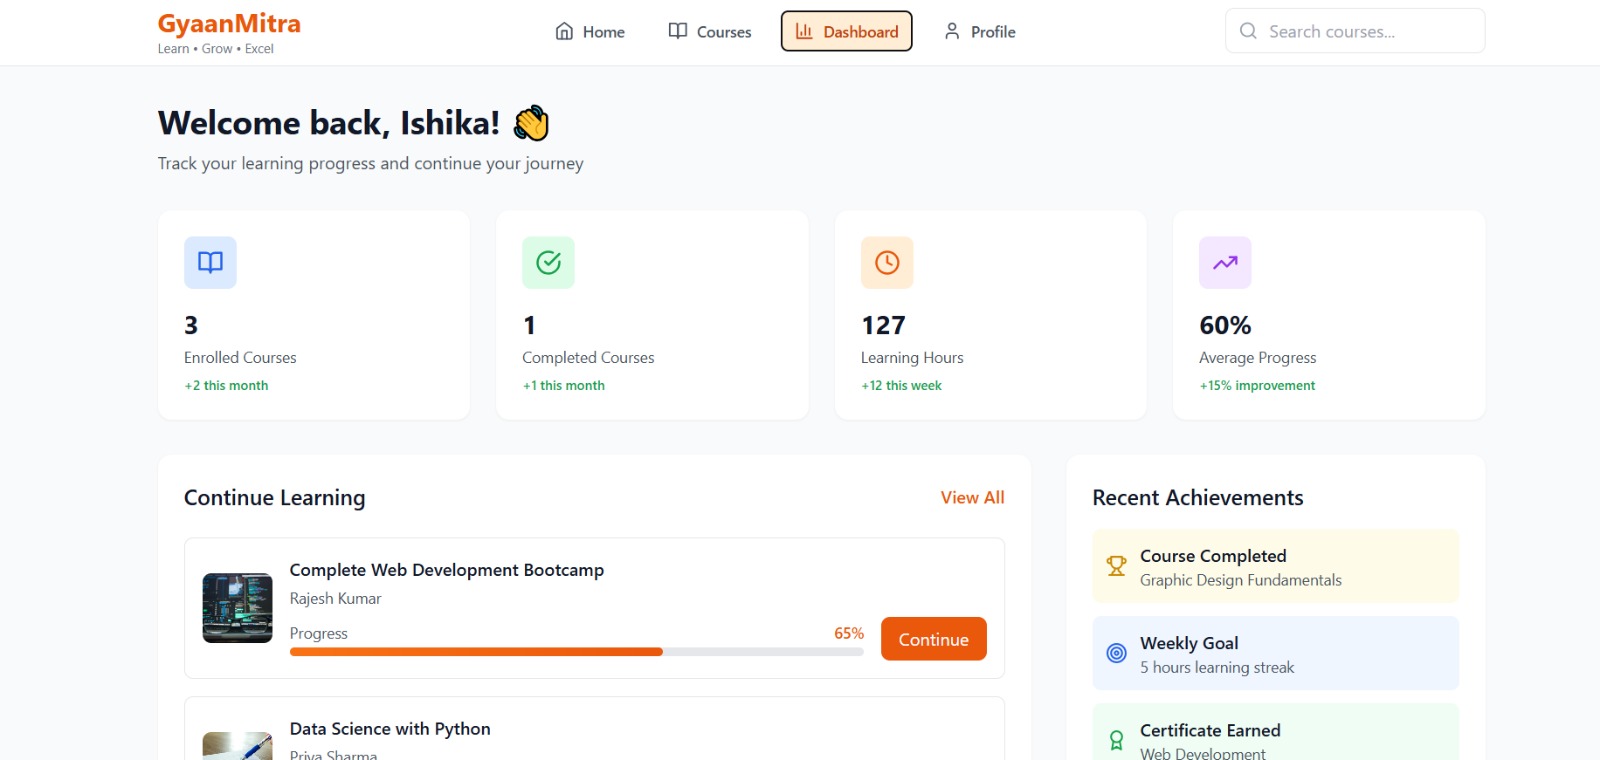 GyaanMitra
Learn • Grow • Excel
Home
Courses
Dashboard
Profile
Search courses...
Welcome back, Ishika! 👋
Track your learning progress and continue your journey
3
Enrolled Courses
+2 this month
1
Completed Courses
+1 this month
127
Learning Hours
+12 this week
60%
Average Progress
+15% improvement
Continue Learning
View All
Complete Web Development Bootcamp
Rajesh Kumar
Progress
65%
Continue
Data Science with Python
Priya Sharma
Recent Achievements
Course Completed
Graphic Design Fundamentals
Weekly Goal
5 hours learning streak
Certificate Earned
Web Development